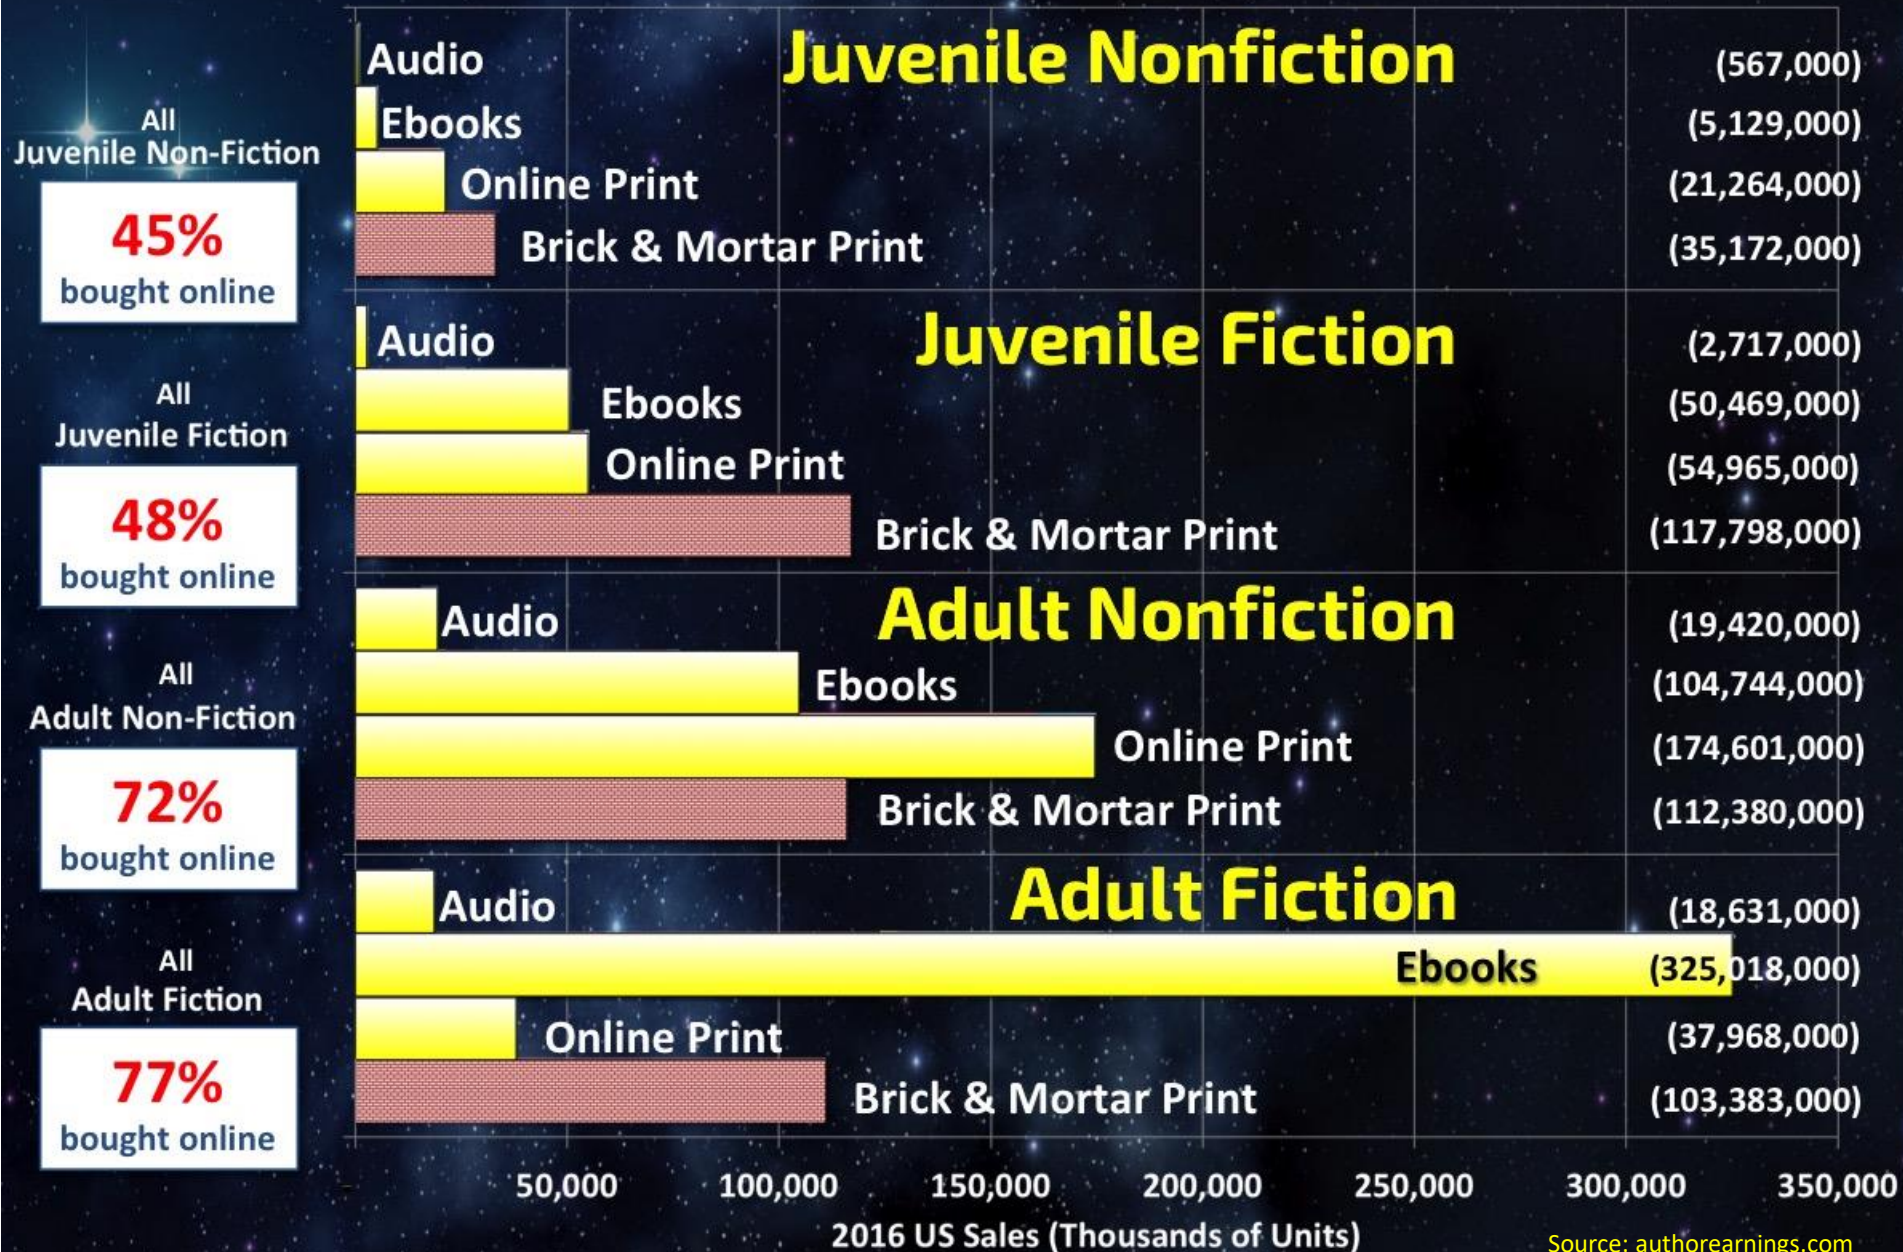 Juvenile Nonfiction
Audio (567,000)
Ebooks (5,129,000)
Online Print (21,264,000)
Brick & Mortar Print (35,172,000)
All
Juvenile Non-Fiction
45%
bought online
Juvenile Fiction
Audio (2,717,000)
Ebooks (50,469,000)
Online Print (54,965,000)
Brick & Mortar Print (117,798,000)
All
Juvenile Fiction
48%
bought online
Adult Nonfiction
Audio (19,420,000)
Ebooks (104,744,000)
Online Print (174,601,000)
Brick & Mortar Print (112,380,000)
All
Adult Non-Fiction
72%
bought online
Adult Fiction
Audio (18,631,000)
Ebooks (325,018,000)
Online Print (37,968,000)
Brick & Mortar Print (103,383,000)
All
Adult Fiction
77%
bought online
50,000 100,000 150,000 200,000 250,000 300,000 350,000
2016 US Sales (Thousands of Units)
Source: authorearnings.com